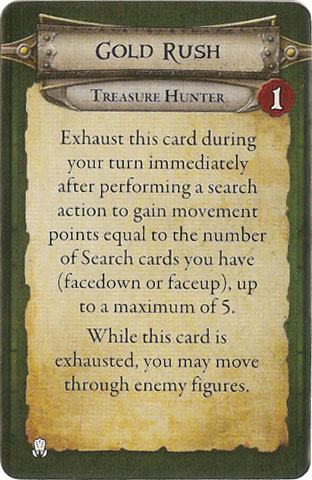 Gold Rush
Treasure Hunter
1
Exhaust this card during
your turn immediately
after performing a search
action to gain movement
points equal to the number
of Search cards you have
(facedown or faceup), up
to a maximum of 5.
While this card is
exhausted, you may move
through enemy figures.